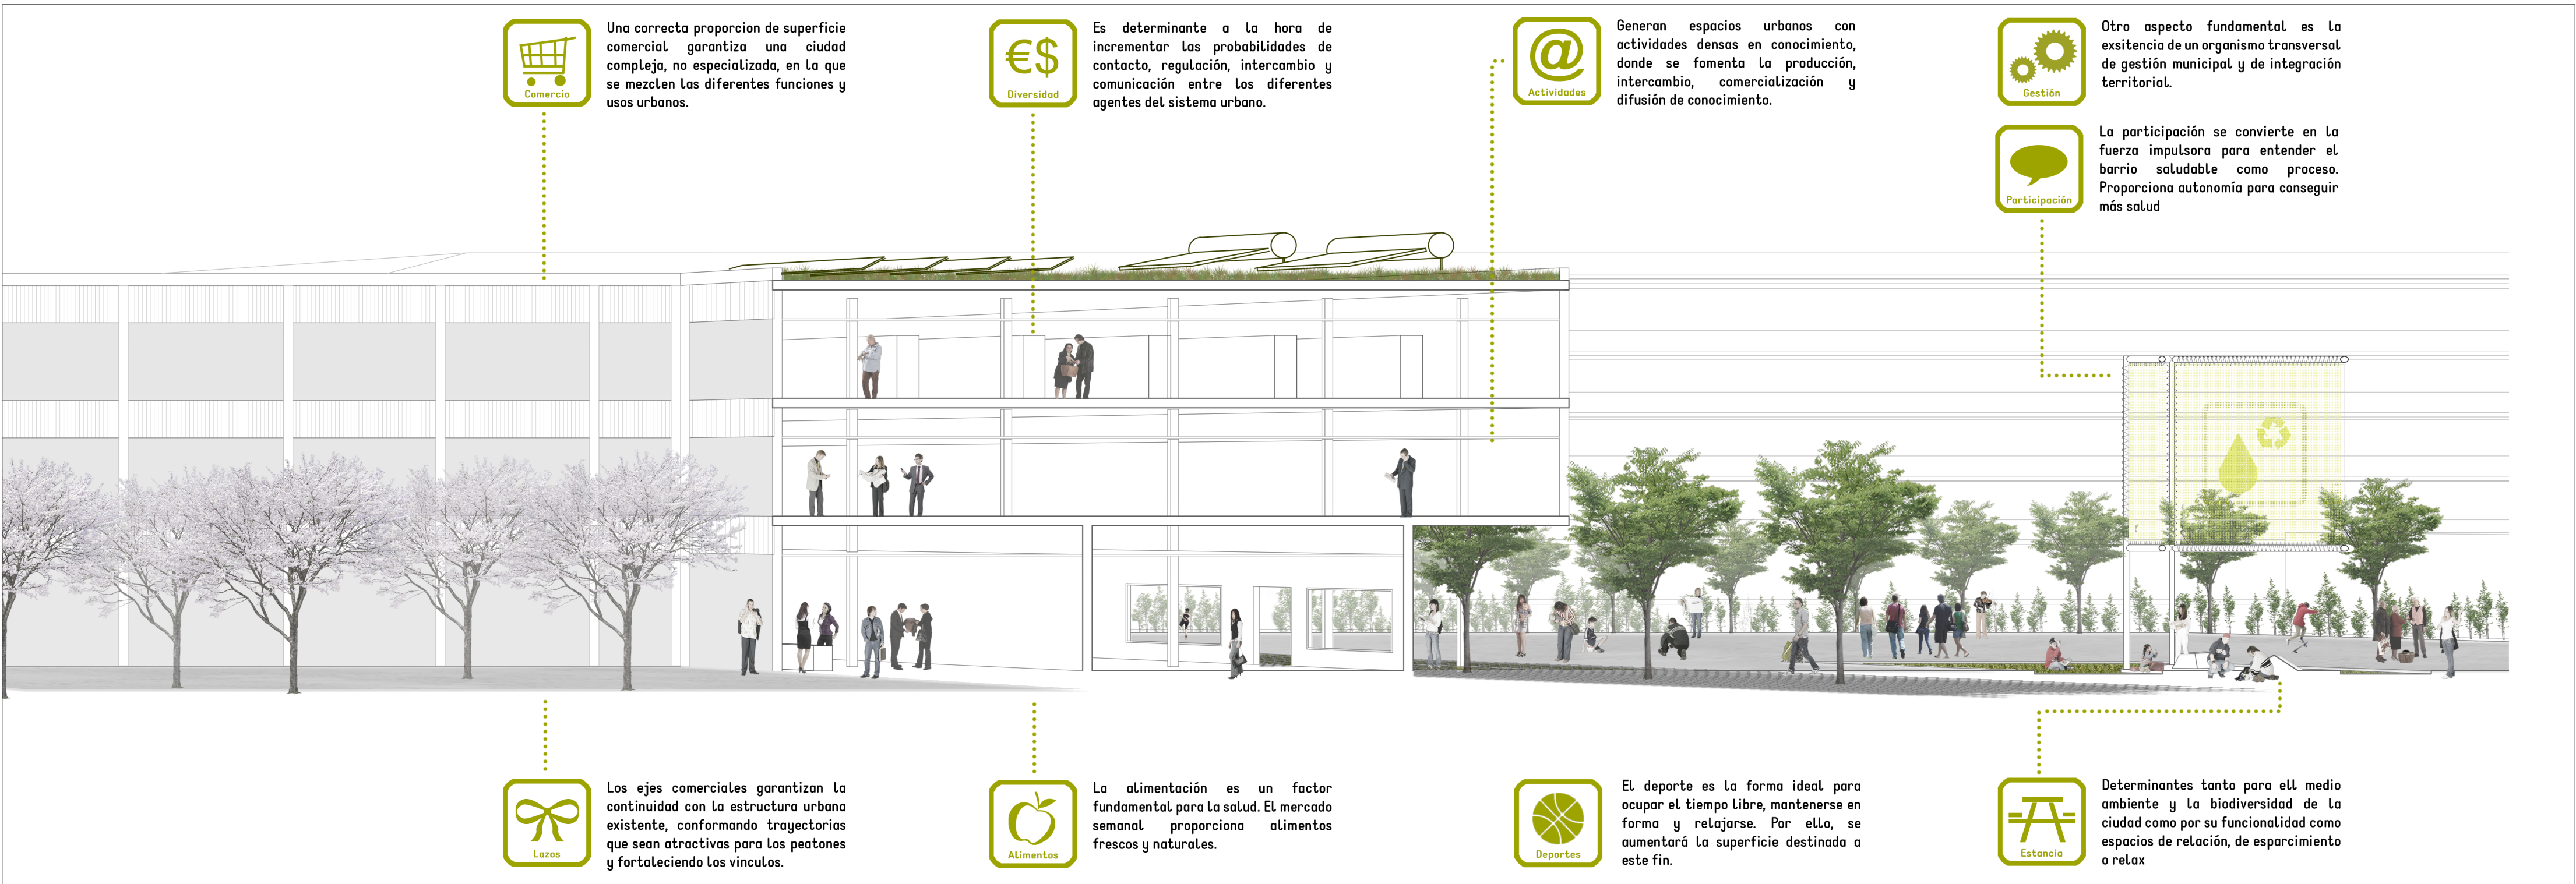 Comercio
Una correcta proporcion de superficie
comercial garantiza una ciudad
compleja, no especializada, en la que
se mezclen las diferentes funciones y
usos urbanos.
€$
Diversidad
Es determinante a la hora de
incrementar las probabilidades de
contacto, regulación, intercambio y
comunicación entre los diferentes
agentes del sistema urbano.
@
Actividades
Generan espacios urbanos con
actividades densas en conocimiento,
donde se fomenta la producción,
intercambio, comercialización y
difusión de conocimiento.
Gestión
Otro aspecto fundamental es la
exsitencia de un organismo transversal
de gestión municipal y de integración
territorial.
Participación
La participación se convierte en la
fuerza impulsora para entender el
barrio saludable como proceso.
Proporciona autonomía para conseguir
más salud
Lazos
Los ejes comerciales garantizan la
continuidad con la estructura urbana
existente, conformando trayectorias
que sean atractivas para los peatones
y fortaleciendo los vinculos.
Alimentos
La alimentación es un factor
fundamental para la salud. El mercado
semanal proporciona alimentos
frescos y naturales.
Deportes
El deporte es la forma ideal para
ocupar el tiempo libre, mantenerse en
forma y relajarse. Por ello, se
aumentará la superficie destinada a
este fin.
Estancia
Determinantes tanto para ell medio
ambiente y la biodiversidad de la
ciudad como por su funcionalidad como
espacios de relación, de esparcimiento
o relax